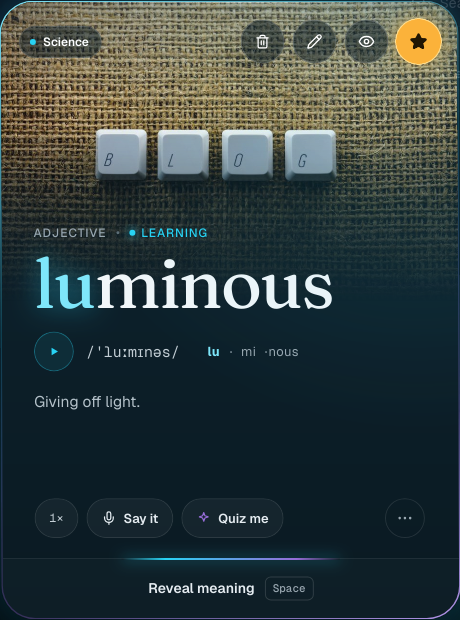 Science
B L O G
ADJECTIVE · LEARNING
luminous
/ˈluːmɪnəs/ lu · mi ·nous
Giving off light.
1× Say it Quiz me
Reveal meaning Space